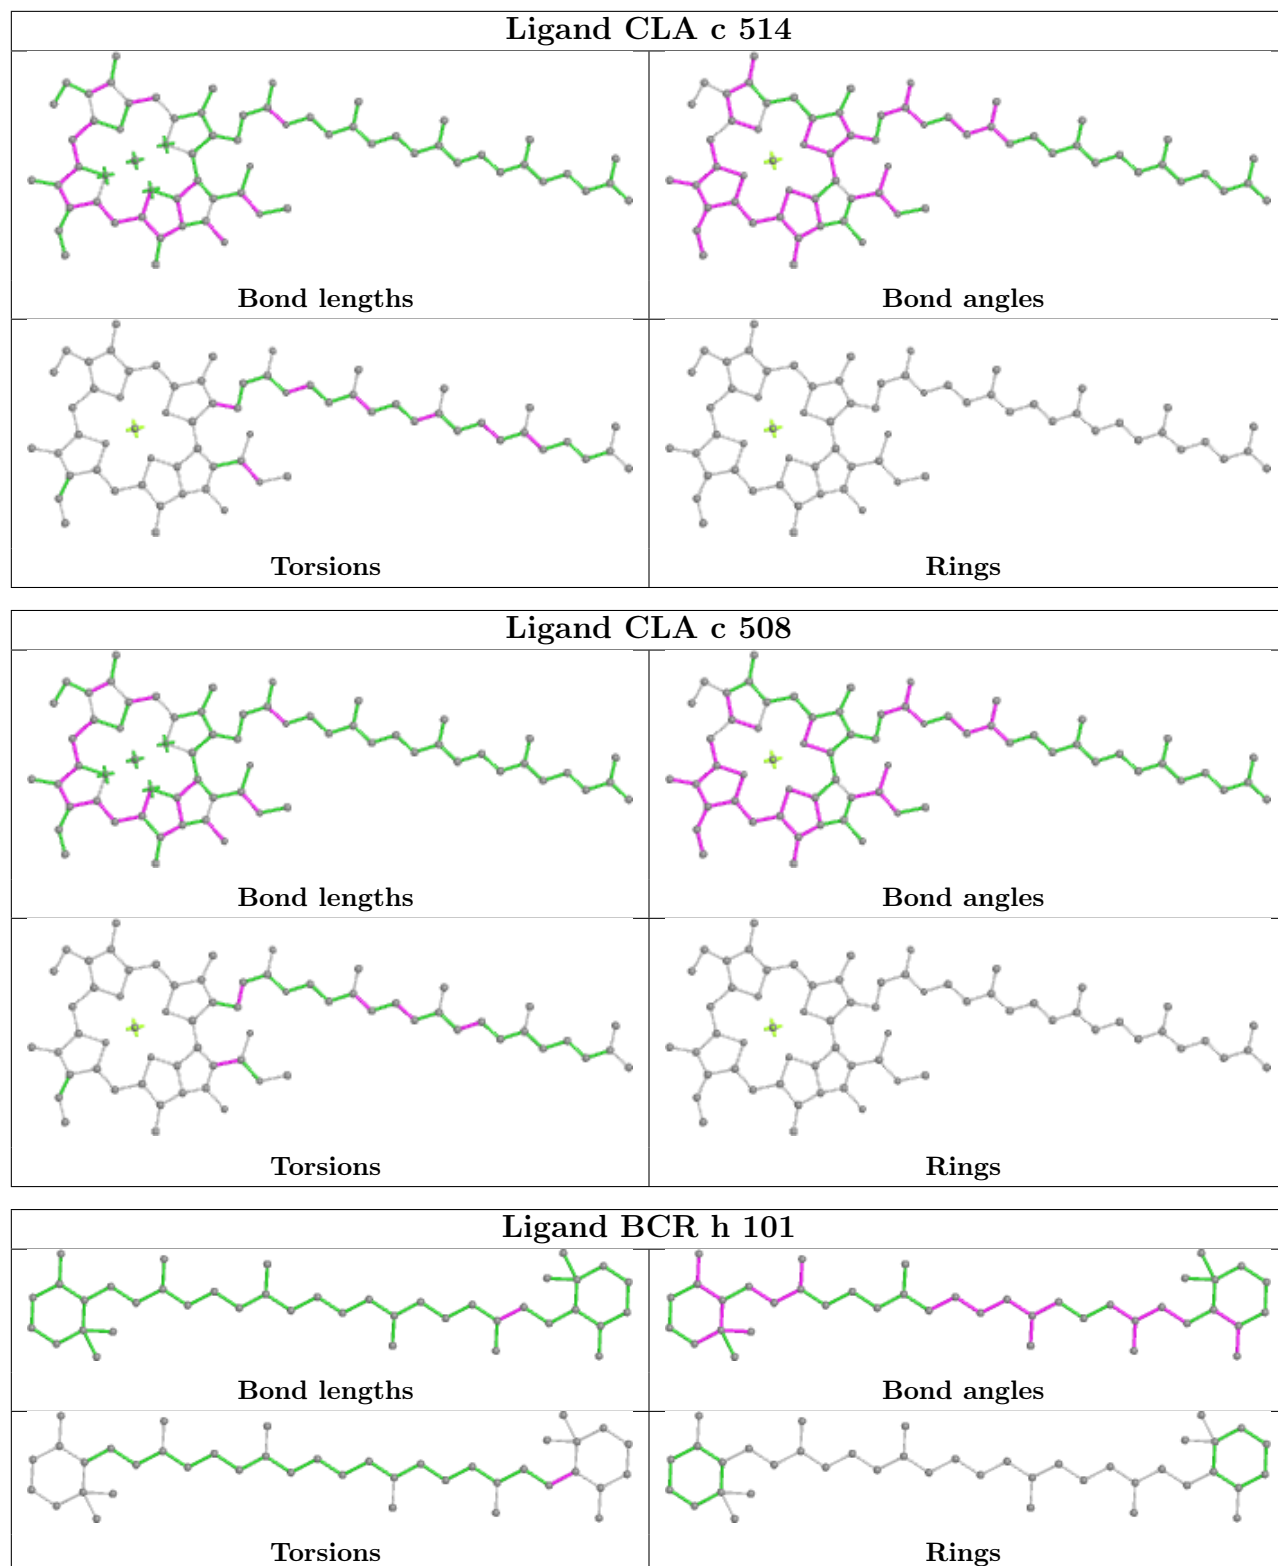 Ligand CLA c 514
Bond lengths
Bond angles
Torsions
Rings
Ligand CLA c 508
Bond lengths
Bond angles
Torsions
Rings
Ligand BCR h 101
Bond lengths
Bond angles
Torsions
Rings